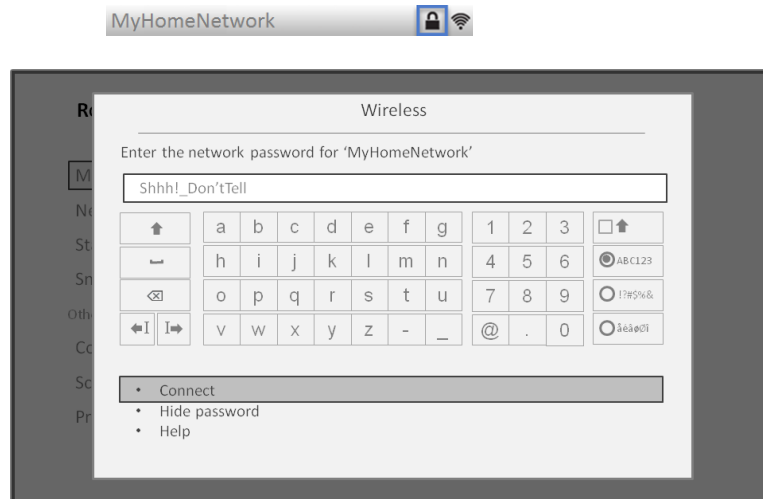 MyHomeNetwork
Wireless
Enter the network password for ‘MyHomeNetwork’
Shhh!_Don’tTell
a b c d e f g 1 2 3
h i j k l m n 4 5 6 ABC123
o p q r s t u 7 8 9 !?#$%&
v w x y z - _ @ . 0 åéâøØî
• Connect
• Hide password
• Help